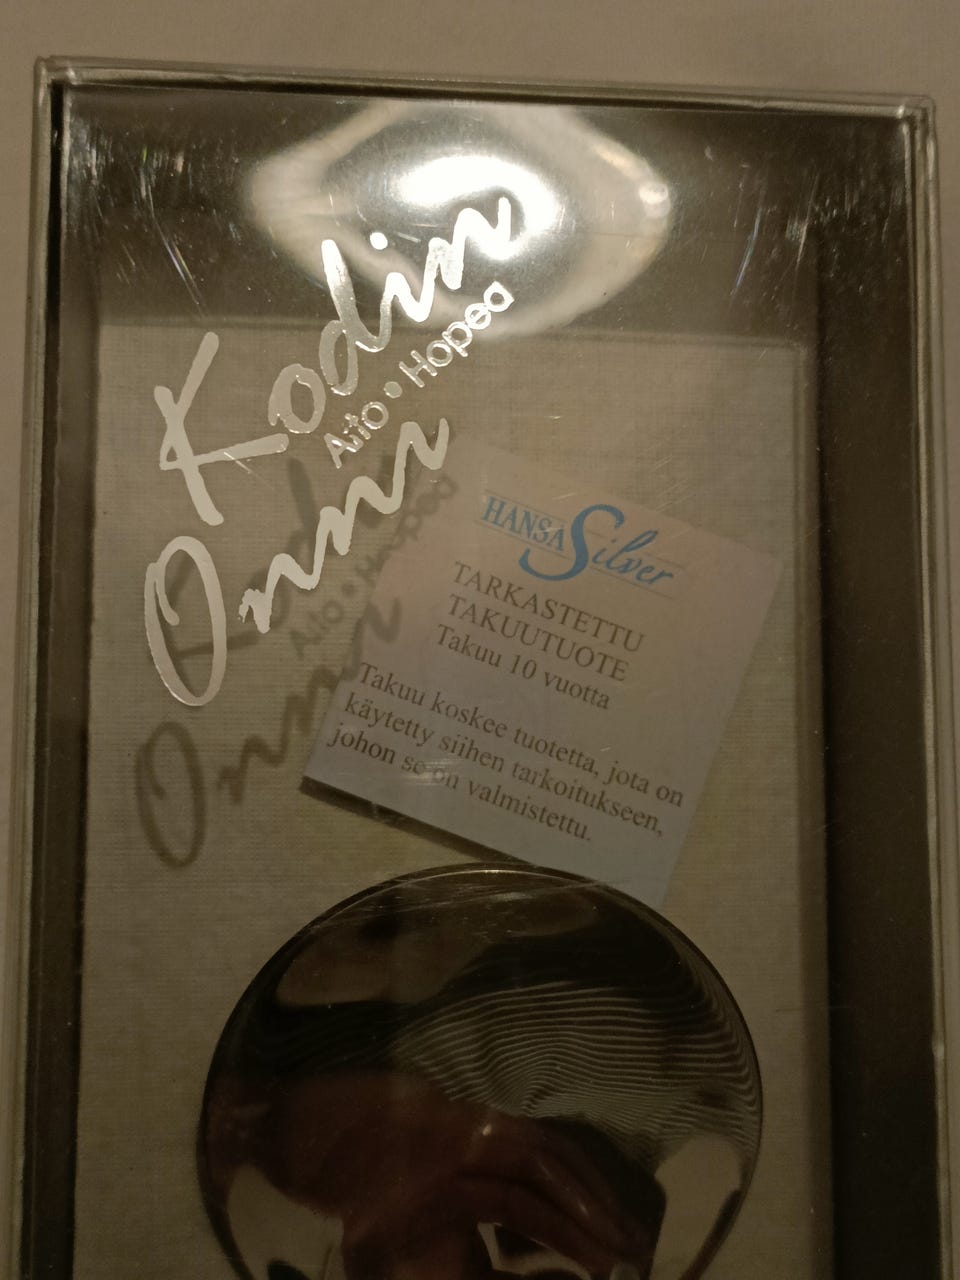 Kodin
Aito • Hopea
Onni
HANSA Silver
TARKASTETTU
TAKUUTUOTE
Takuu 10 vuotta
Takuu koskee tuotetta, jota on
käytetty siihen tarkoitukseen,
johon se on valmistettu.